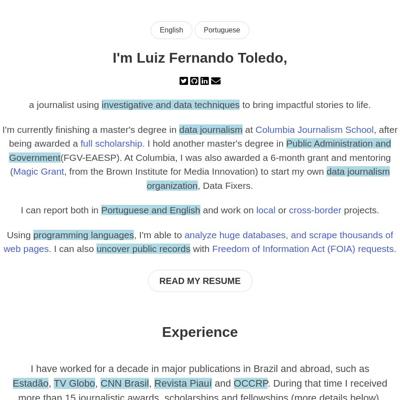 English Portuguese
I'm Luiz Fernando Toledo,
a journalist using investigative and data techniques to bring impactful stories to life.
I'm currently finishing a master's degree in data journalism at Columbia Journalism School, after
being awarded a full scholarship. I hold another master's degree in Public Administration and
Government(FGV-EAESP). At Columbia, I was also awarded a 6-month grant and mentoring
(Magic Grant, from the Brown Institute for Media Innovation) to start my own data journalism
organization, Data Fixers.
I can report both in Portuguese and English and work on local or cross-border projects.
Using programming languages, I'm able to analyze huge databases, and scrape thousands of
web pages. I can also uncover public records with Freedom of Information Act (FOIA) requests.
READ MY RESUME
Experience
I have worked for a decade in major publications in Brazil and abroad, such as
Estadão, TV Globo, CNN Brasil, Revista Piauí and OCCRP. During that time I received
more than 15 journalistic awards, scholarships and fellowships (more details below)